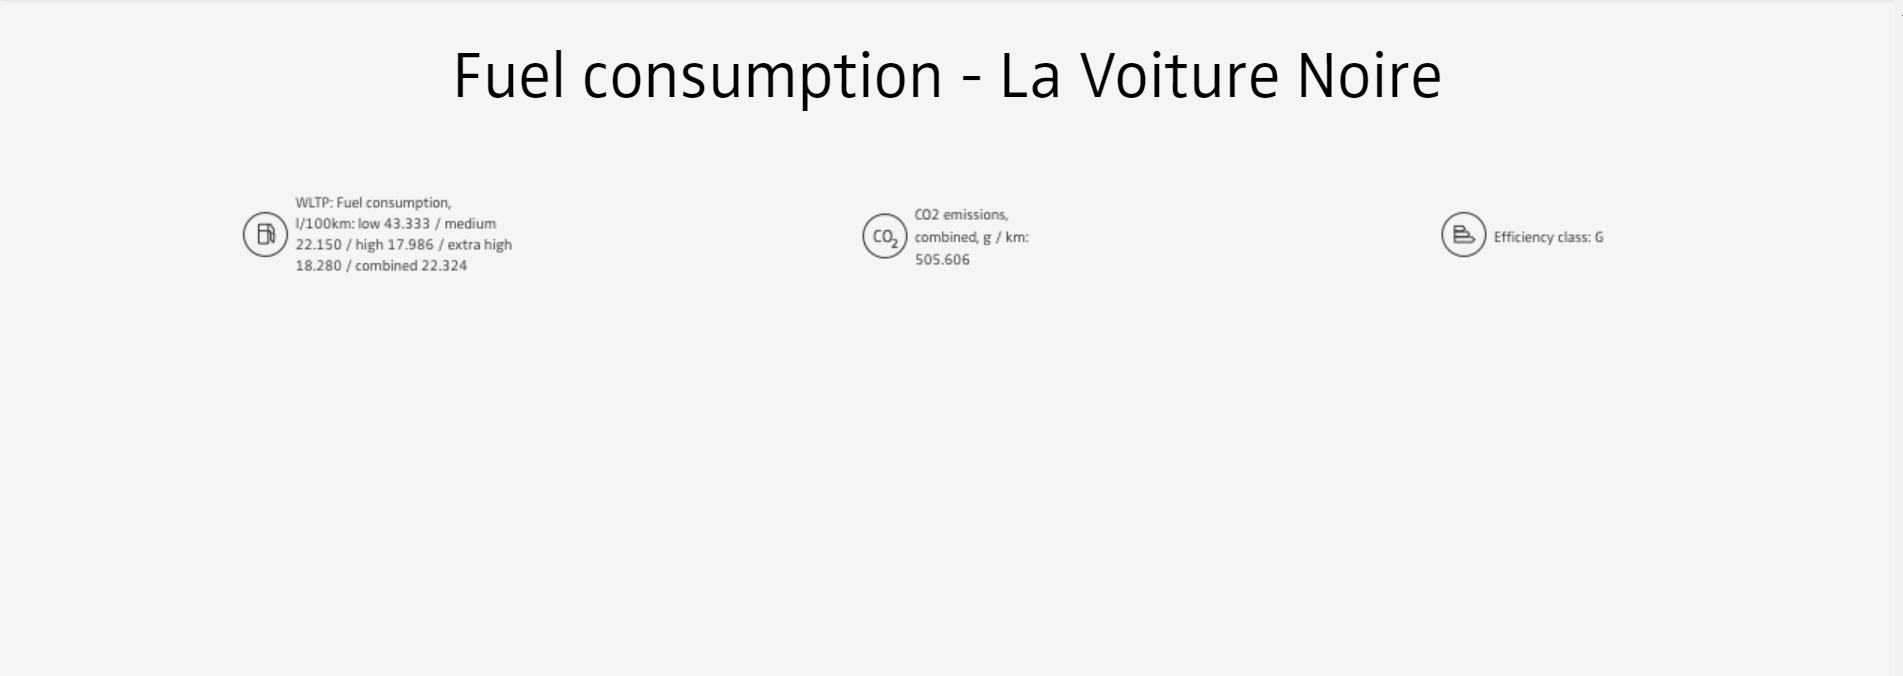 Fuel consumption - La Voiture Noire
WLTP: Fuel consumption,
l/100km: low 43.333 / medium
22.150 / high 17.986 / extra high
18.280 / combined 22.324
CO2
CO2 emissions,
combined, g / km:
505.606
Efficiency class: G